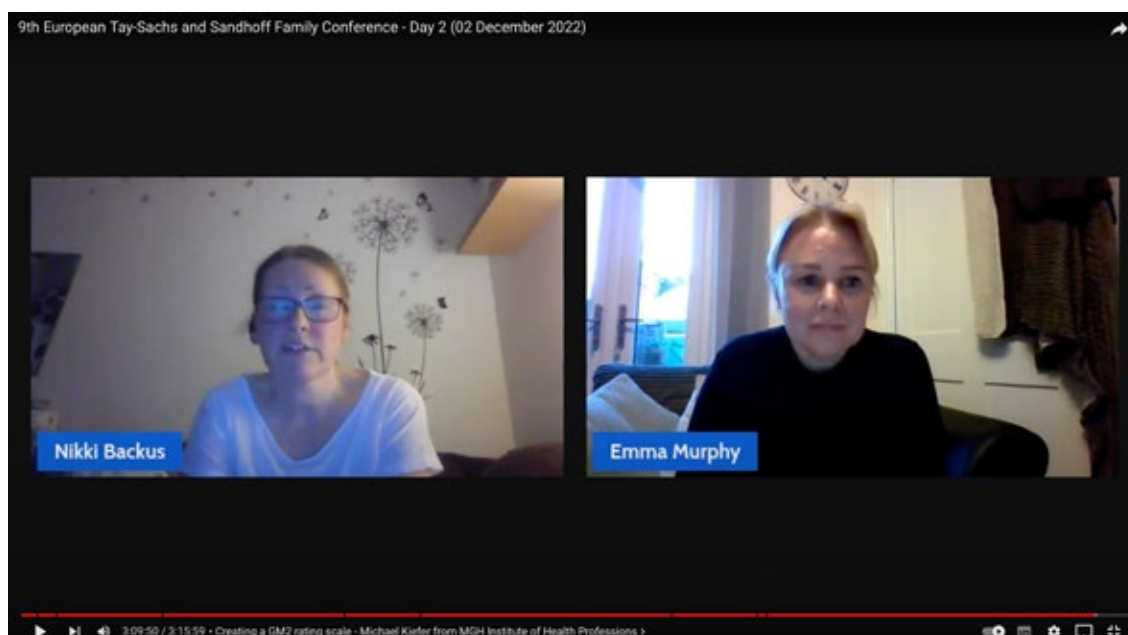 9th European Tay-Sachs and Sandhoff Family Conference - Day 2 (02 December 2022)
Nikki Backus
Emma Murphy
3:09:50 / 3:15:59 • Creating a GM2 rating scale - Michael Kiefer from MGH Institute of Health Professions >